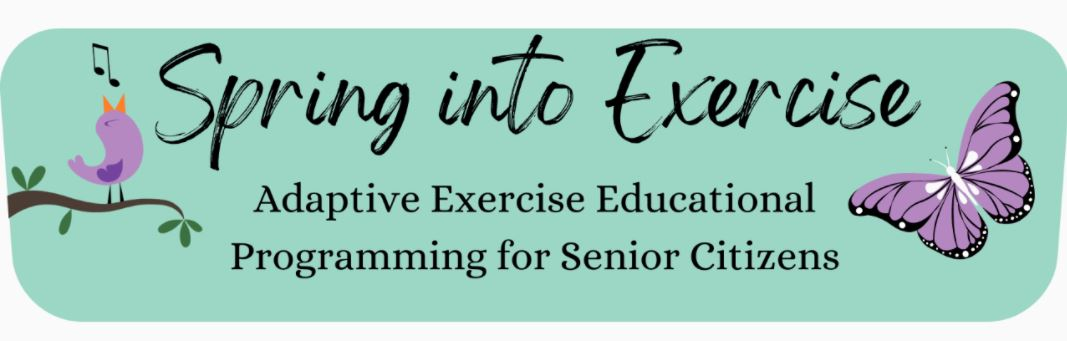 Spring into Exercise
Adaptive Exercise Educational
Programming for Senior Citizens